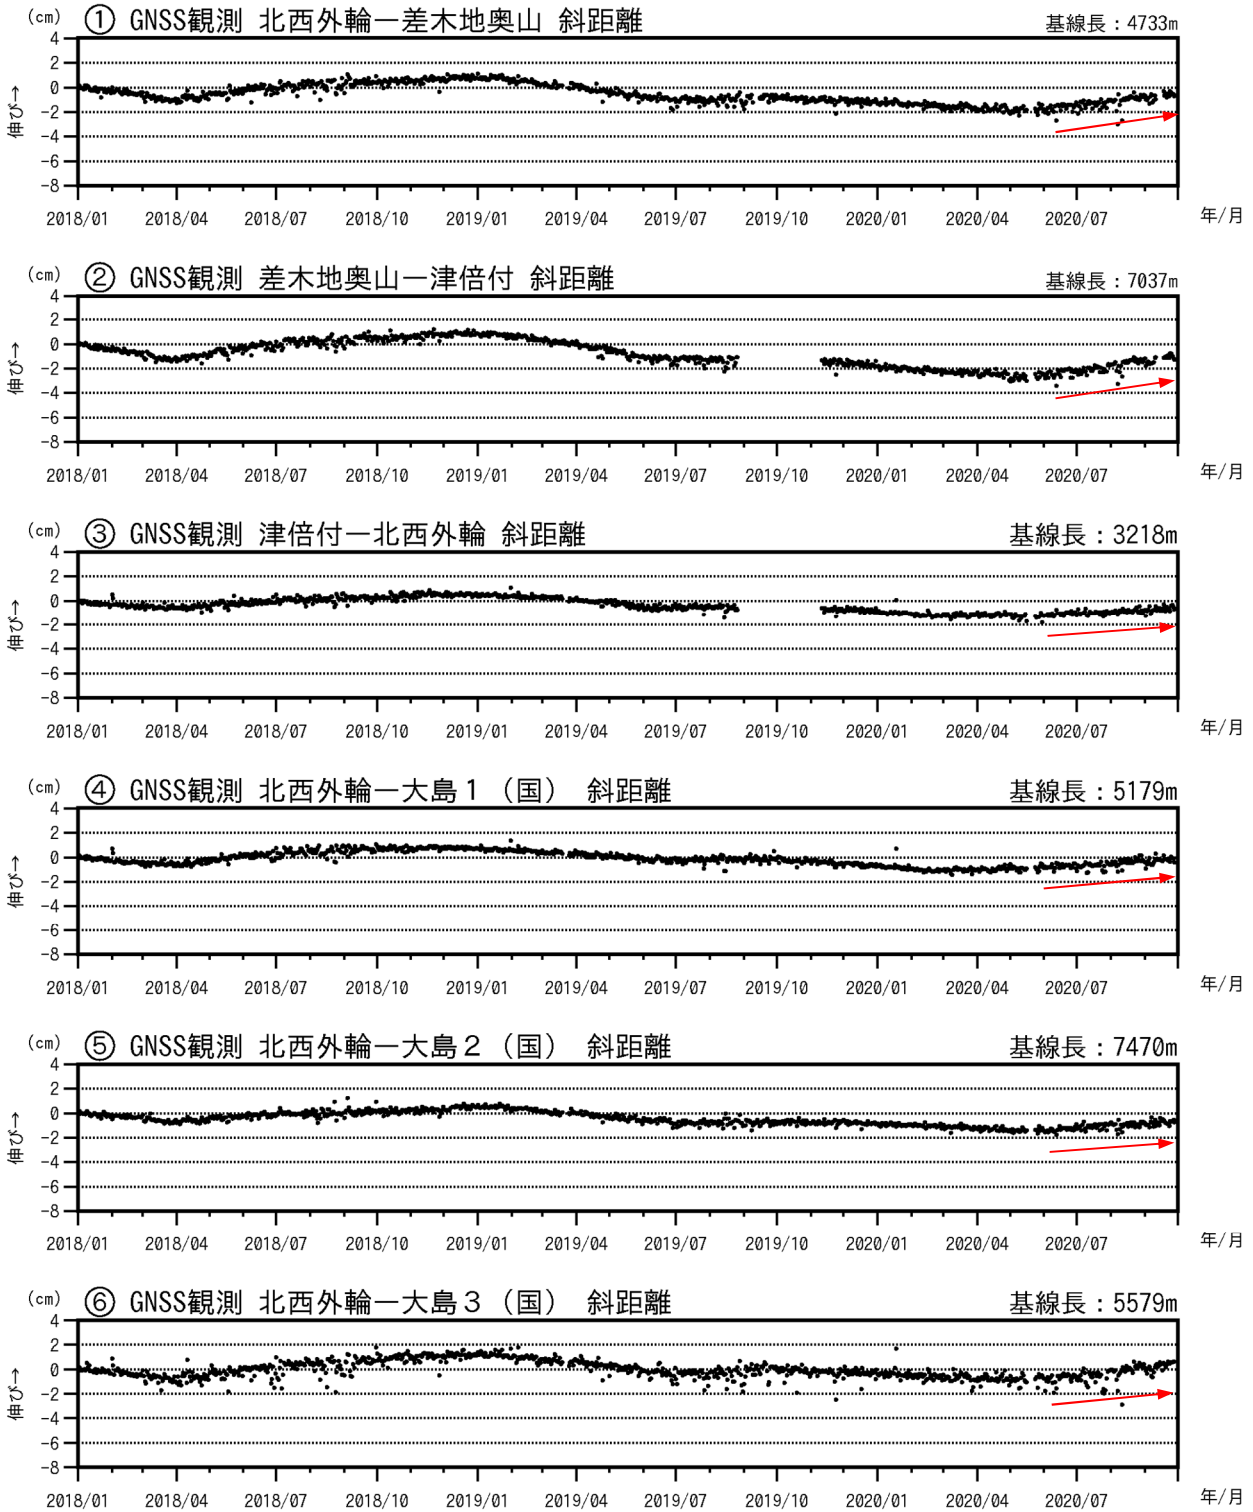 (cm) ① GNSS観測 北西外輪ー差木地奥山 斜距離 基線長：4733m
4
2
0
-2
-4
-6
-8
伸び→
2018/01 2018/04 2018/07 2018/10 2019/01 2019/04 2019/07 2019/10 2020/01 2020/04 2020/07 年/月
(cm) ② GNSS観測 差木地奥山ー津倍付 斜距離 基線長：7037m
4
2
0
-2
-4
-6
-8
伸び→
2018/01 2018/04 2018/07 2018/10 2019/01 2019/04 2019/07 2019/10 2020/01 2020/04 2020/07 年/月
(cm) ③ GNSS観測 津倍付ー北西外輪 斜距離 基線長：3218m
4
2
0
-2
-4
-6
-8
伸び→
2018/01 2018/04 2018/07 2018/10 2019/01 2019/04 2019/07 2019/10 2020/01 2020/04 2020/07 年/月
(cm) ④ GNSS観測 北西外輪ー大島１（国） 斜距離 基線長：5179m
4
2
0
-2
-4
-6
-8
伸び→
2018/01 2018/04 2018/07 2018/10 2019/01 2019/04 2019/07 2019/10 2020/01 2020/04 2020/07 年/月
(cm) ⑤ GNSS観測 北西外輪ー大島２（国） 斜距離 基線長：7470m
4
2
0
-2
-4
-6
-8
伸び→
2018/01 2018/04 2018/07 2018/10 2019/01 2019/04 2019/07 2019/10 2020/01 2020/04 2020/07 年/月
(cm) ⑥ GNSS観測 北西外輪ー大島３（国） 斜距離 基線長：5579m
4
2
0
-2
-4
-6
-8
伸び→
2018/01 2018/04 2018/07 2018/10 2019/01 2019/04 2019/07 2019/10 2020/01 2020/04 2020/07 年/月